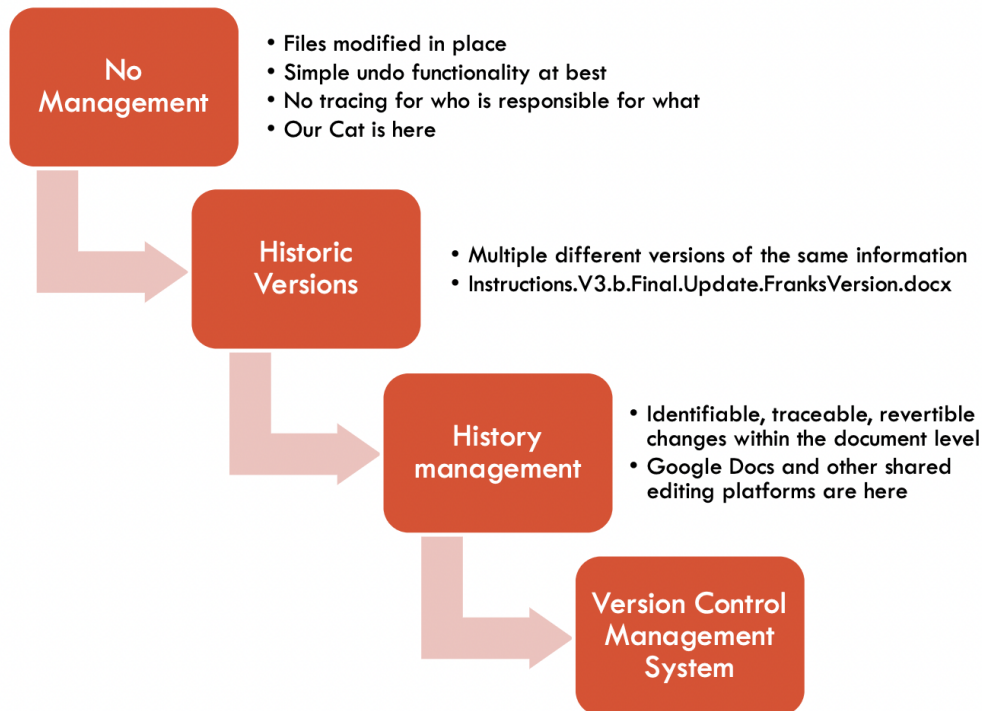 No
Management
• Files modified in place
• Simple undo functionality at best
• No tracing for who is responsible for what
• Our Cat is here
Historic
Versions
• Multiple different versions of the same information
• Instructions.V3.b.Final.Update.FranksVersion.docx
History
management
• Identifiable, traceable, revertible
changes within the document level
• Google Docs and other shared
editing platforms are here
Version Control
Management
System